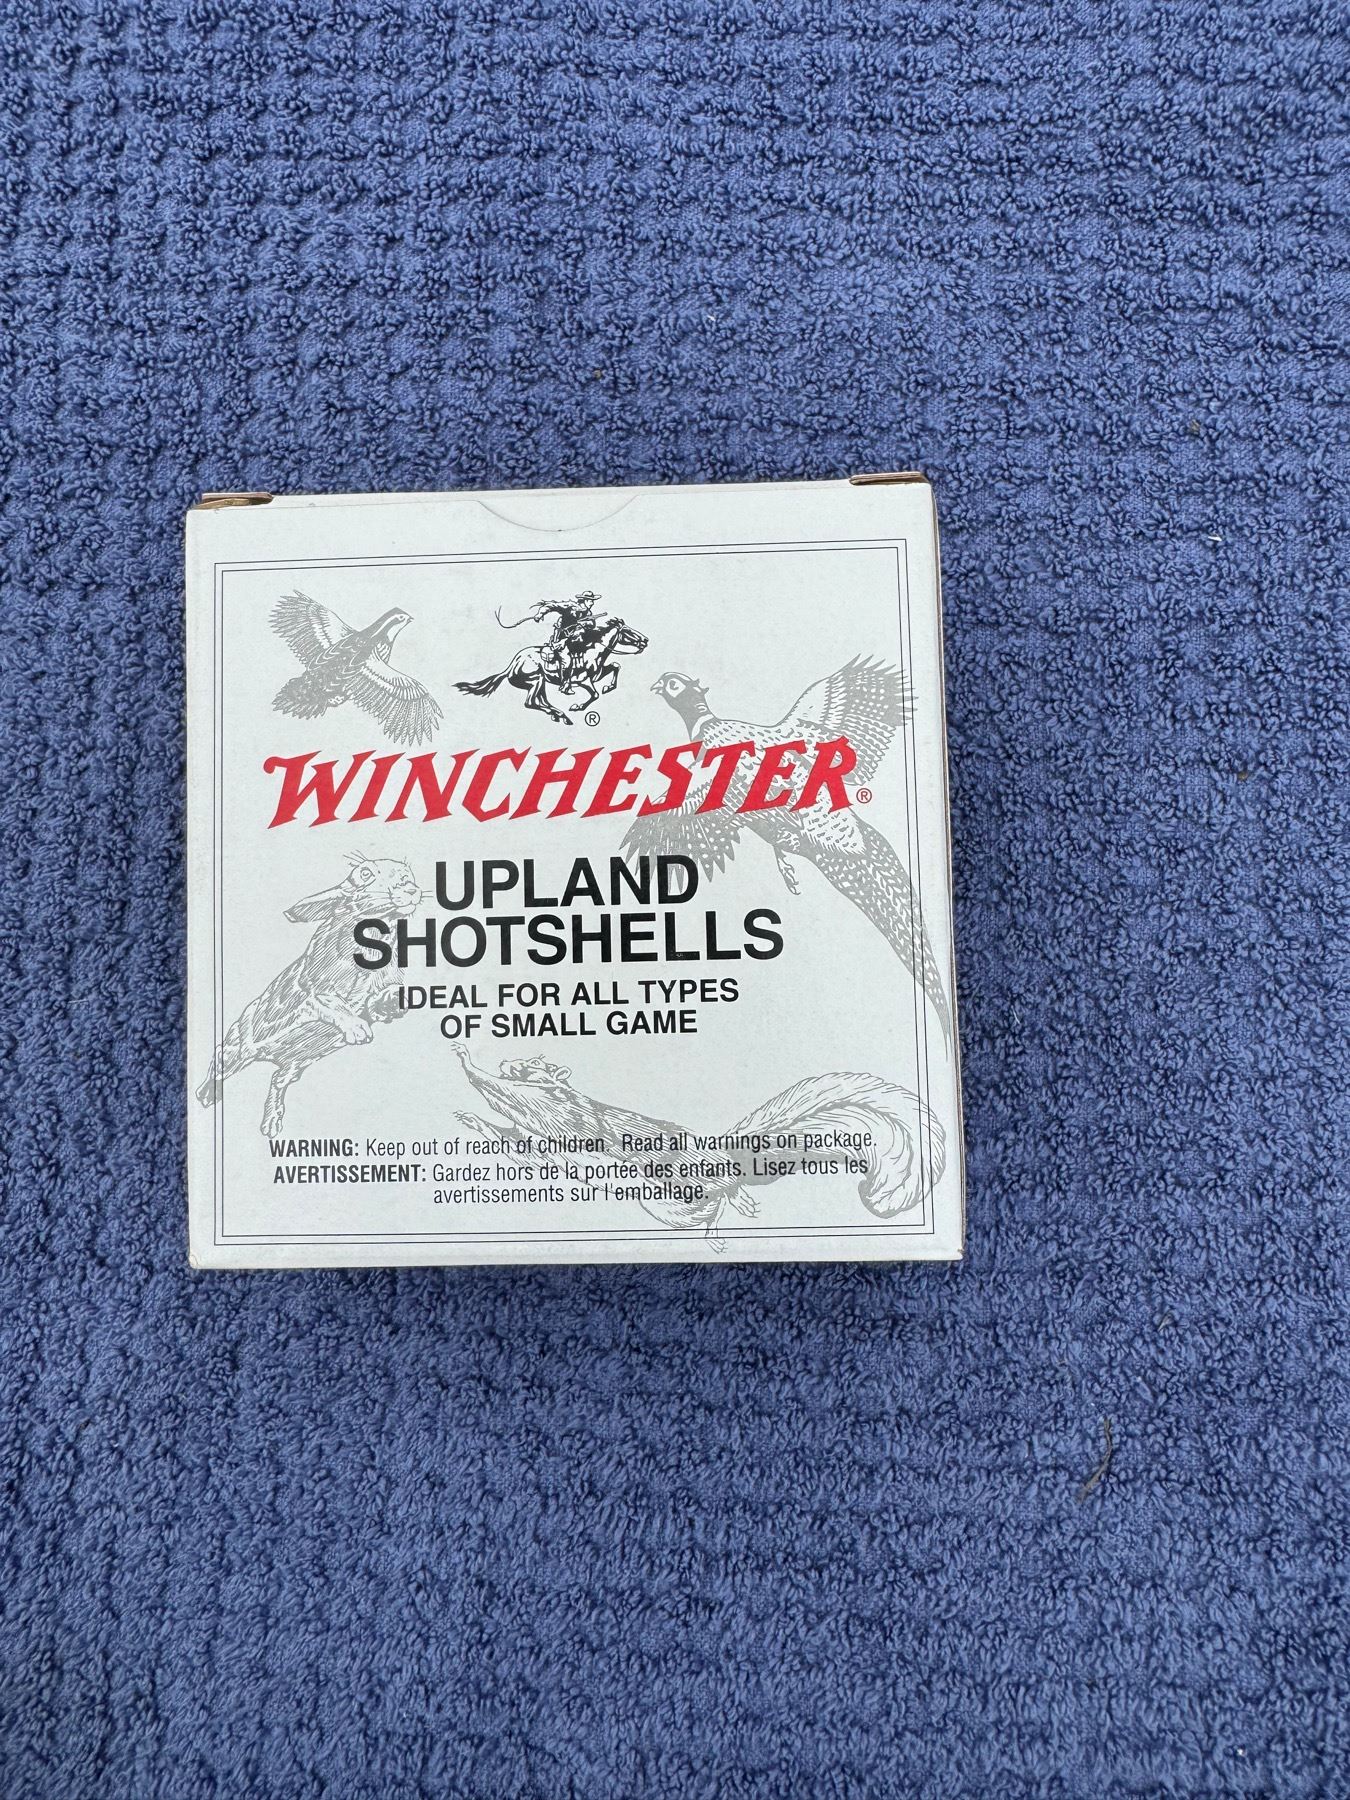 ®
WINCHESTER®
UPLAND
SHOTSHELLS
IDEAL FOR ALL TYPES
OF SMALL GAME
WARNING: Keep out of reach of children. Read all warnings on package.
AVERTISSEMENT: Gardez hors de la portée des enfants. Lisez tous les
avertissements sur l'emballage.